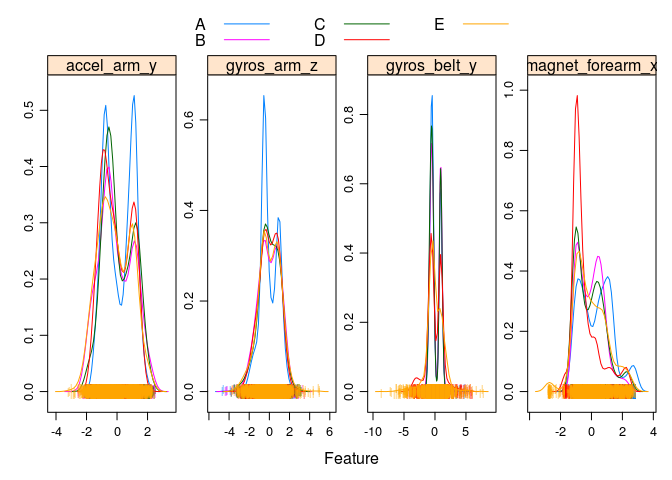 A C E
B D
accel_arm_y gyros_arm_z gyros_belt_y magnet_forearm_x
0.0 0.1 0.2 0.3 0.4 0.5
0.0 0.2 0.4 0.6
0.0 0.2 0.4 0.6 0.8
0.0 0.2 0.4 0.6 0.8 1.0
-4 -2 0 2 -4 -2 0 2 4 6 -10 -5 0 5 -2 0 2 4
Feature